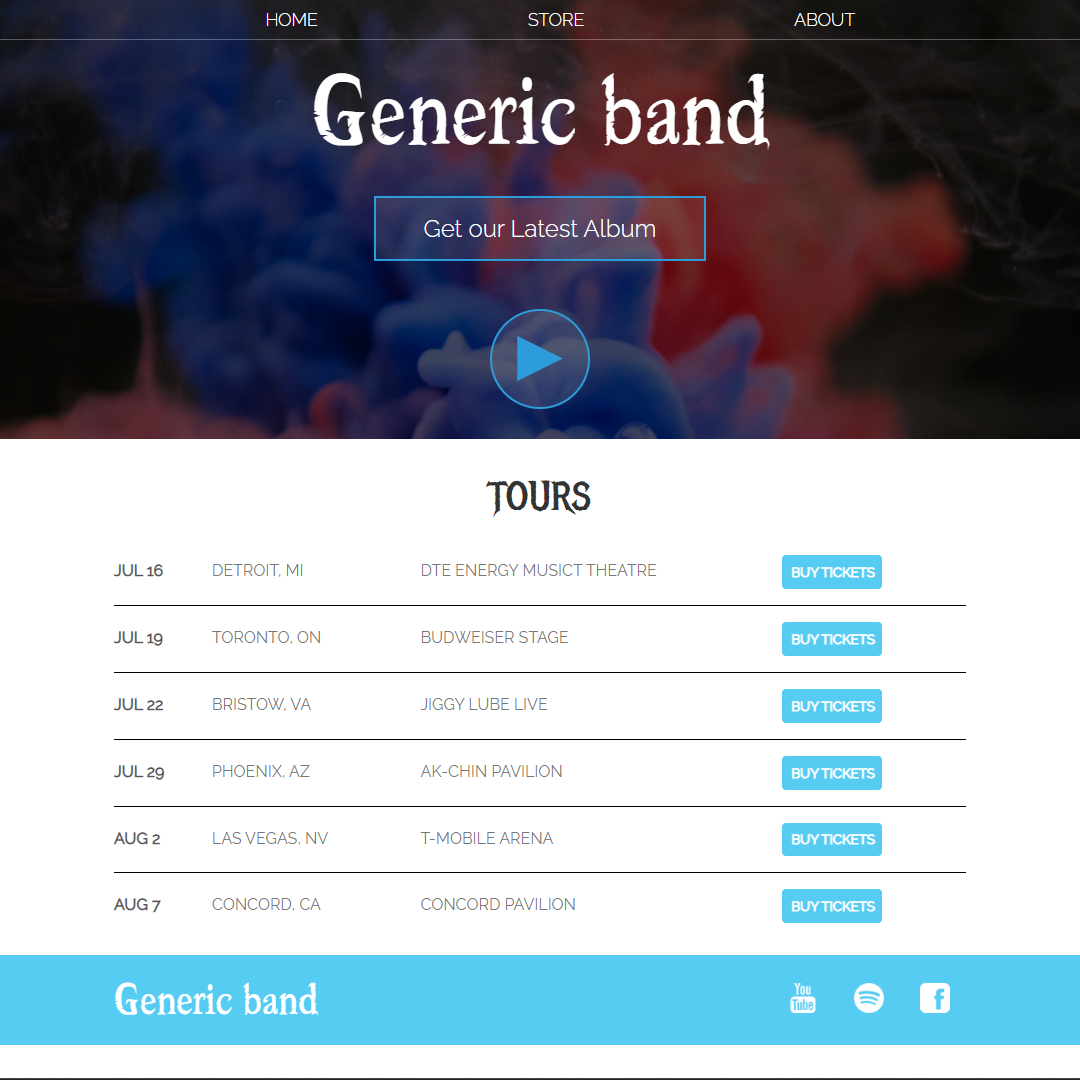 HOME STORE ABOUT
Generic band
Get our Latest Album
TOURS
JUL 16 DETROIT, MI DTE ENERGY MUSICT THEATRE BUY TICKETS
JUL 19 TORONTO, ON BUDWEISER STAGE BUY TICKETS
JUL 22 BRISTOW, VA JIGGY LUBE LIVE BUY TICKETS
JUL 29 PHOENIX, AZ AK-CHIN PAVILION BUY TICKETS
AUG 2 LAS VEGAS, NV T-MOBILE ARENA BUY TICKETS
AUG 7 CONCORD, CA CONCORD PAVILION BUY TICKETS
Generic band You Tube f